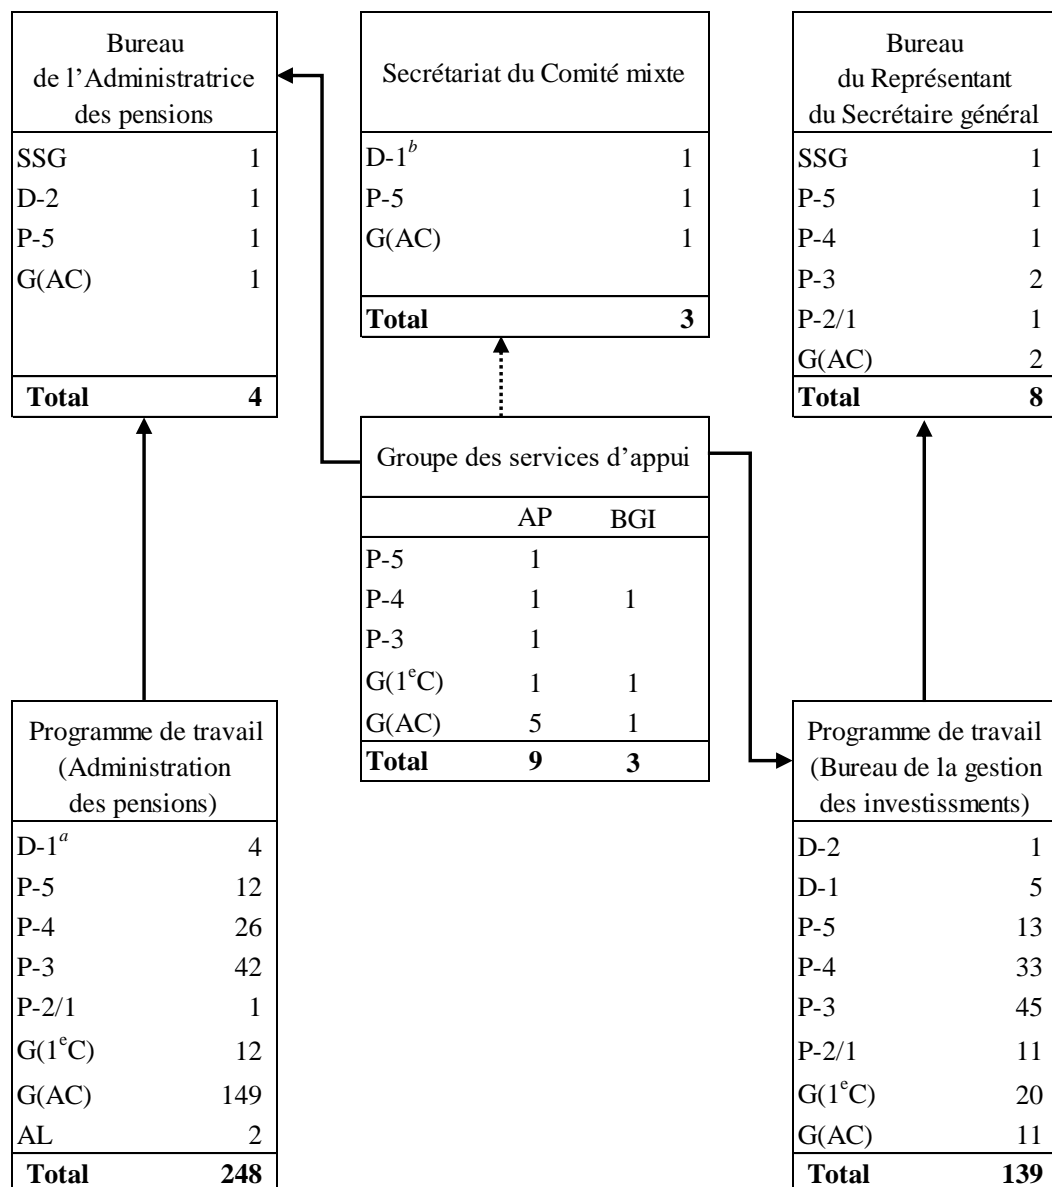 Bureau
de l’Administratrice
des pensions
SSG 1
D-2 1
P-5 1
G(AC) 1
Total 4
Secrétariat du Comité mixte
D-1b 1
P-5 1
G(AC) 1
Total 3
Bureau
du Représentant
du Secrétaire général
SSG 1
P-5 1
P-4 1
P-3 2
P-2/1 1
G(AC) 2
Total 8
Groupe des services d’appui
AP BGI
P-5 1
P-4 1 1
P-3 1
G(1eC) 1 1
G(AC) 5 1
Total 9 3
Programme de travail
(Administration
des pensions)
D-1a 4
P-5 12
P-4 26
P-3 42
P-2/1 1
G(1eC) 12
G(AC) 149
AL 2
Total 248
Programme de travail
(Bureau de la gestion
des investissments)
D-2 1
D-1 5
P-5 13
P-4 33
P-3 45
P-2/1 11
G(1eC) 20
G(AC) 11
Total 139